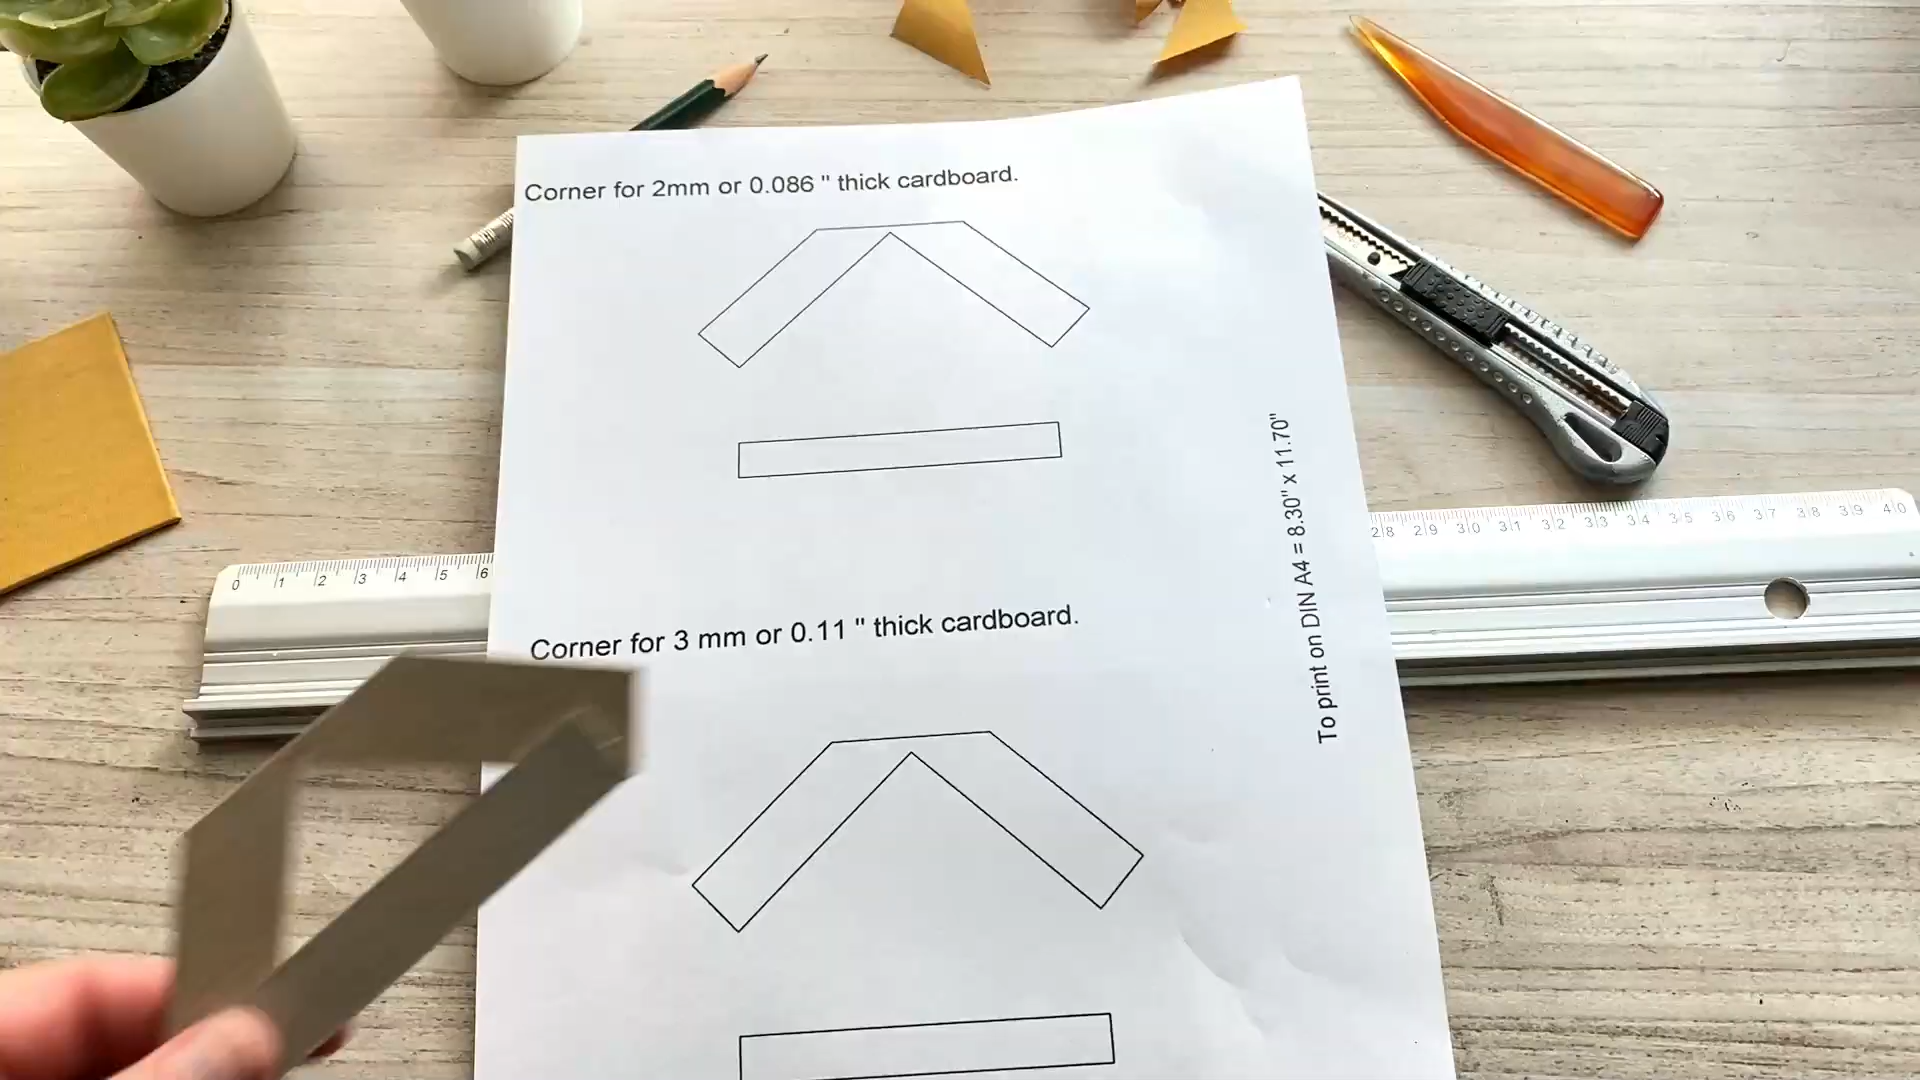 Corner for 2mm or 0.086 " thick cardboard.
Corner for 3 mm or 0.11 " thick cardboard.
To print on DIN A4 = 8.30" x 11.70"
0 1 2 3 4 5 6
28 29 30 31 32 33 34 35 36 37 38 39 40